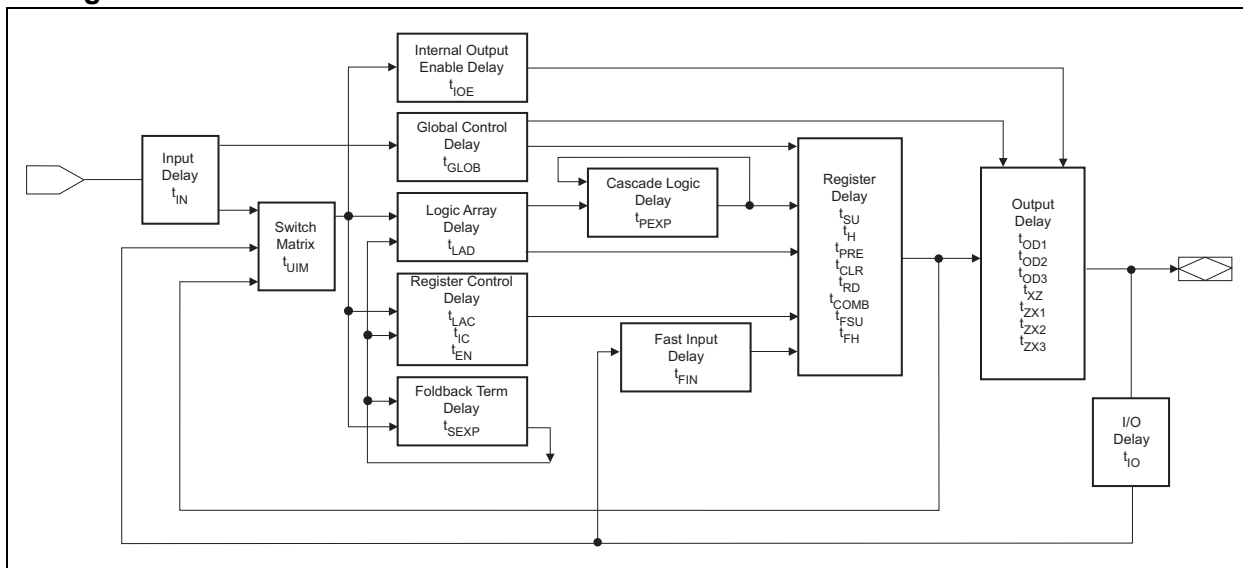 Internal Output
Enable Delay
tIOE
Global Control
Delay
tGLOB
Input
Delay
tIN
Switch
Matrix
tUIM
Logic Array
Delay
tLAD
Cascade Logic
Delay
tPEXP
Register Control
Delay
tLAC
tIC
tEN
Foldback Term
Delay
tSEXP
Fast Input
Delay
tFIN
Register
Delay
tSU
tH
tPRE
tCLR
tRD
tCOMB
tFSU
tFH
Output
Delay
tOD1
tOD2
tOD3
tXZ
tZX1
tZX2
tZX3
I/O
Delay
tIO